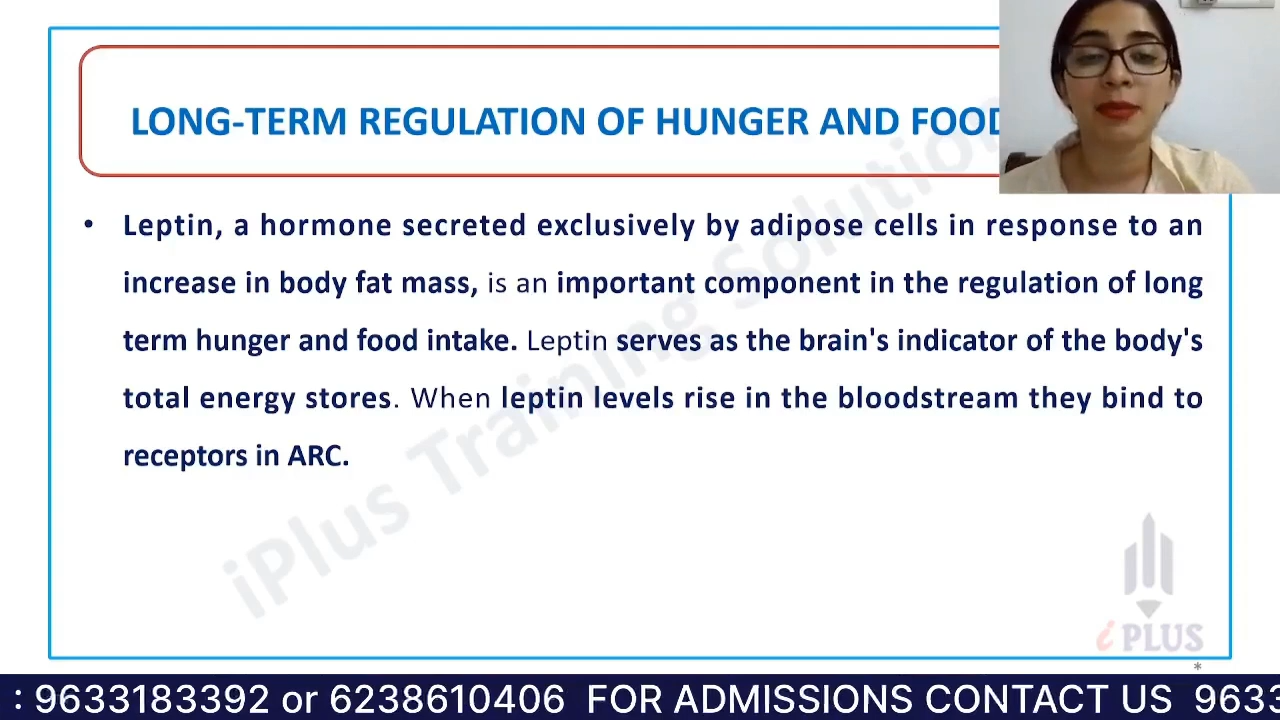 LONG-TERM REGULATION OF HUNGER AND FOOD
• Leptin, a hormone secreted exclusively by adipose cells in response to an
increase in body fat mass, is an important component in the regulation of long
term hunger and food intake. Leptin serves as the brain's indicator of the body's
total energy stores. When leptin levels rise in the bloodstream they bind to
receptors in ARC.
iPlus Training Solution
i PLUS
*
: 9633183392 or 6238610406 FOR ADMISSIONS CONTACT US 9633